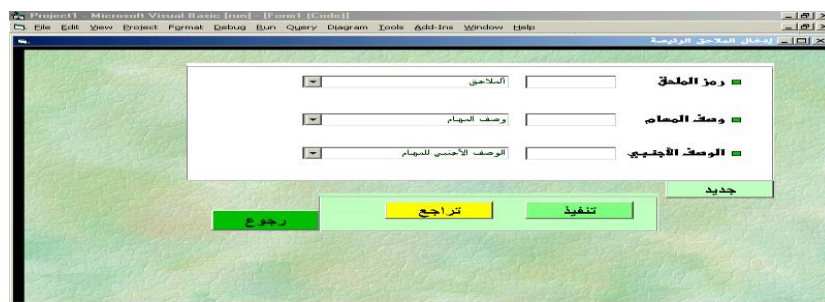 Project1 - Microsoft Visual Basic [run] - [Form1 (Code)]
File Edit View Project Format Debug Run Query Diagram Tools Add-Ins Window Help
إدخال الملاحق الرئيسة
رمز الملحق الملاحق
وصف المهام وصف المهام
الوصف الأجنبي الوصف الأجنبي للمهام
جديد
تنفيذ تراجع رجوع